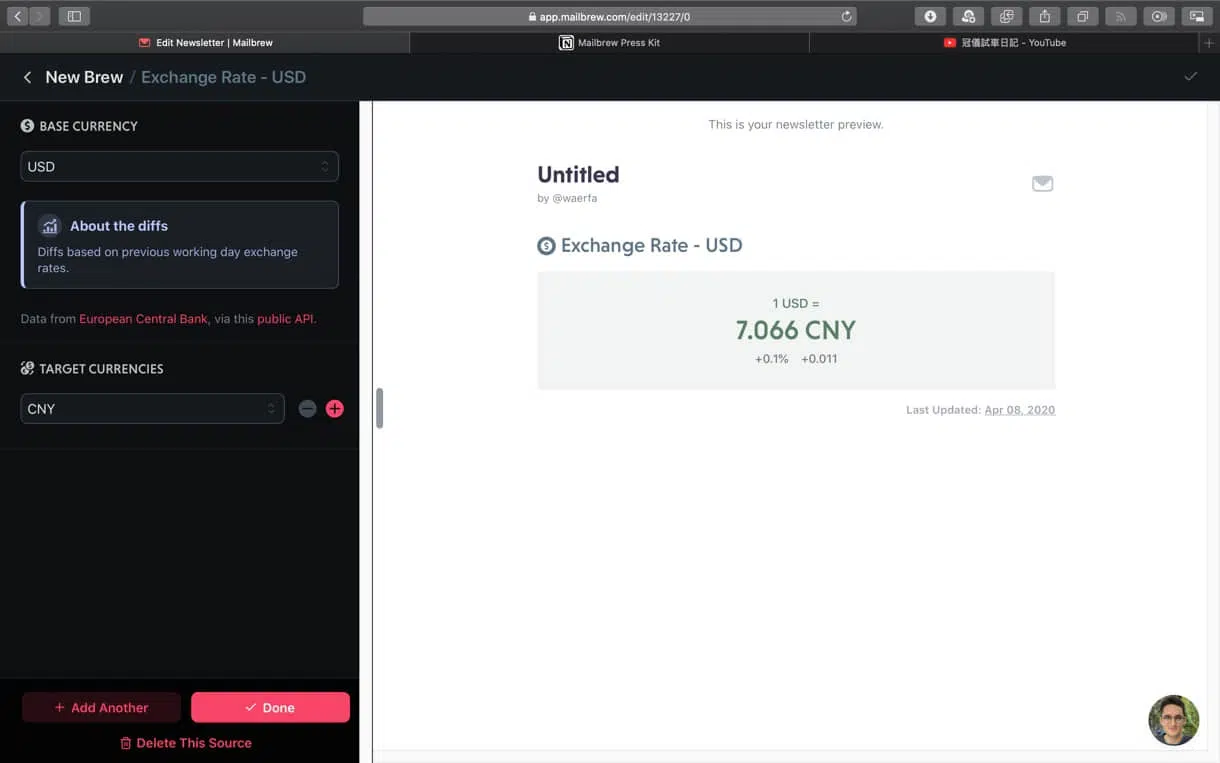 app.mailbrew.com/edit/13227/0
Edit Newsletter | Mailbrew
Mailbrew Press Kit
冠儀試車日記 - YouTube
New Brew / Exchange Rate - USD
BASE CURRENCY
USD
About the diffs
Diffs based on previous working day exchange
rates.
Data from European Central Bank, via this public API.
TARGET CURRENCIES
CNY
+ Add Another
Done
Delete This Source
This is your newsletter preview.
Untitled
by @waerfa
Exchange Rate - USD
1 USD =
7.066 CNY
+0.1% +0.011
Last Updated: Apr 08, 2020